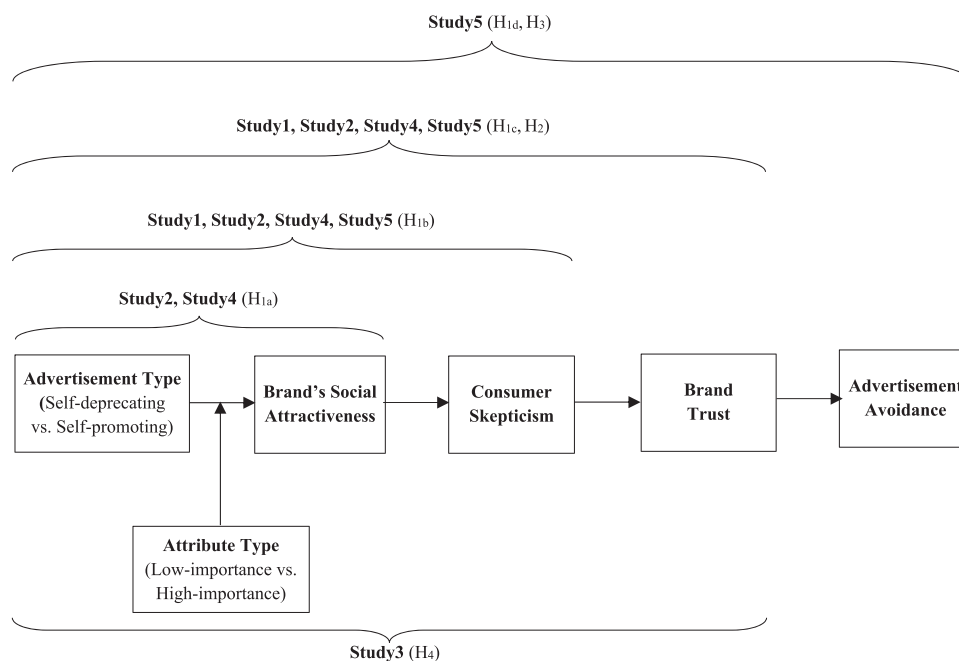 Study5 (H1d, H3)
Study1, Study2, Study4, Study5 (H1c, H2)
Study1, Study2, Study4, Study5 (H1b)
Study2, Study4 (H1a)
Advertisement Type
(Self-deprecating
vs. Self-promoting)
Brand's Social
Attractiveness
Consumer
Skepticism
Brand
Trust
Advertisement
Avoidance
Attribute Type
(Low-importance vs.
High-importance)
Study3 (H4)